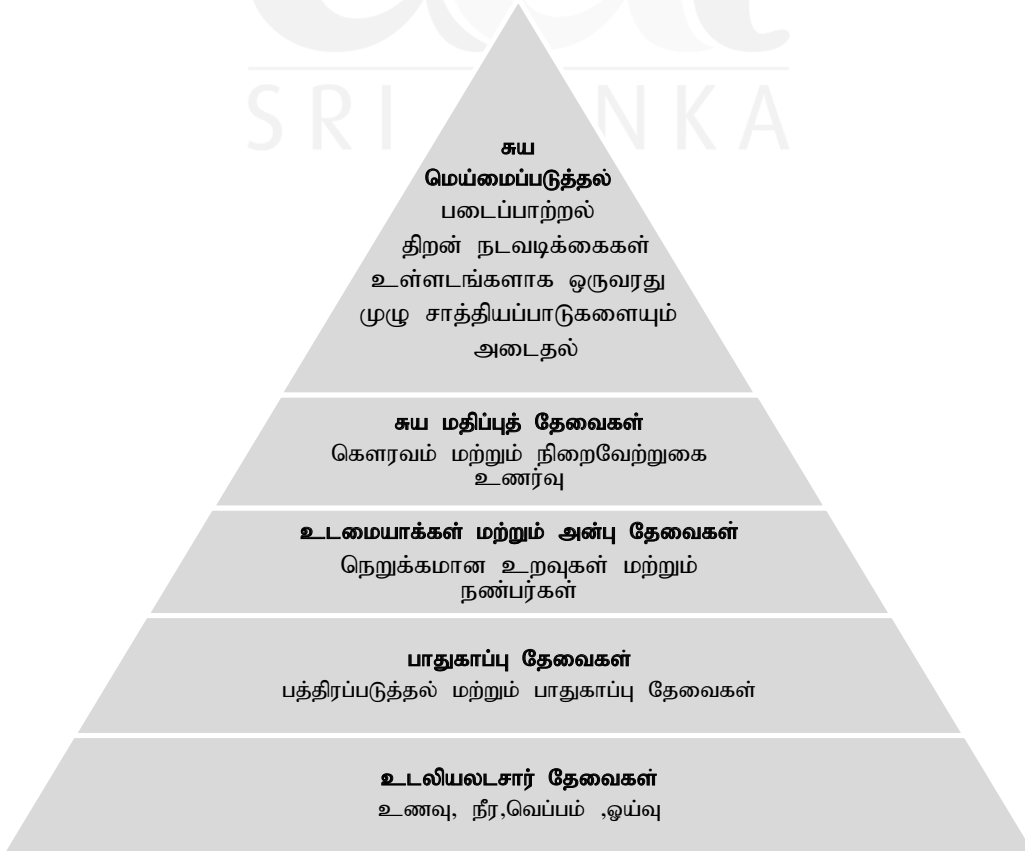 SRI LANKA
சுய
மெய்மைப்படுத்தல்
படைப்பாற்றல்
திறன் நடவடிக்கைகள்
உள்ளடங்களாக ஒருவரது
முழு சாத்தியப்பாடுகளையும்
அடைதல்
சுய மதிப்புத் தேவைகள்
கௌரவம் மற்றும் நிறைவேற்றுகை
உணர்வு
உடமையாக்கள் மற்றும் அன்பு தேவைகள்
நெறுக்கமான உறவுகள் மற்றும்
நண்பர்கள்
பாதுகாப்பு தேவைகள்
பத்திரப்படுத்தல் மற்றும் பாதுகாப்பு தேவைகள்
உடலியலடசார் தேவைகள்
உணவு, நீர,வெப்பம் ,ஓய்வு